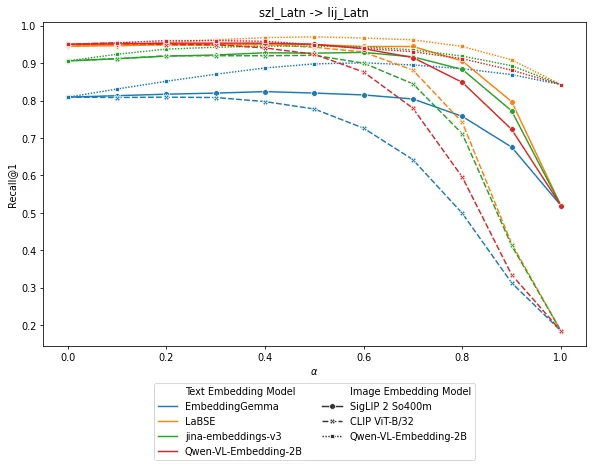 szl_Latn -> lij_Latn
1.0
0.9
0.8
0.7
0.6
0.5
0.4
0.3
0.2
Recall@1
0.0 0.2 0.4 0.6 0.8 1.0
α
Text Embedding Model Image Embedding Model
EmbeddingGemma SigLIP 2 So400m
LaBSE CLIP ViT-B/32
jina-embeddings-v3 Qwen-VL-Embedding-2B
Qwen-VL-Embedding-2B